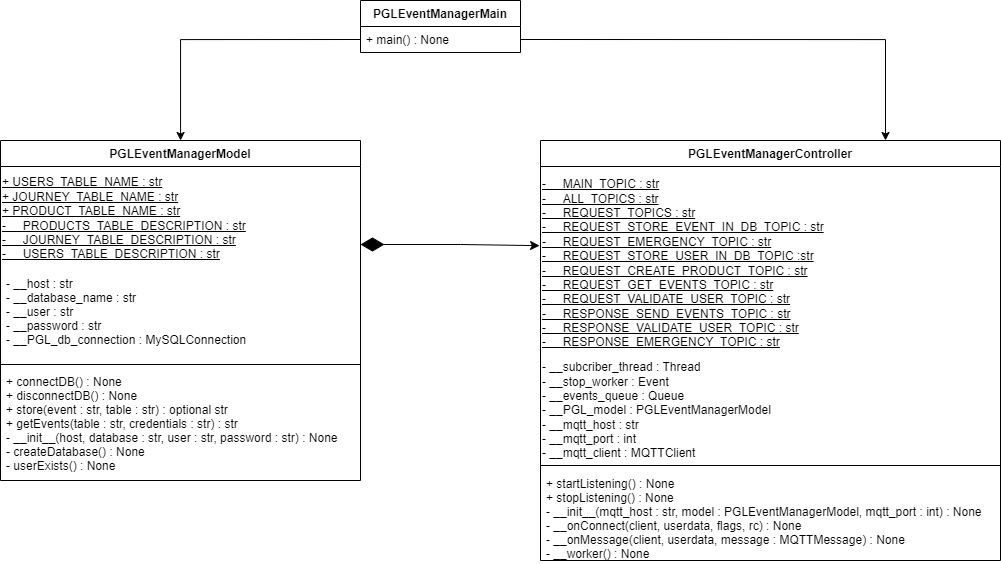 PGLEventManagerMain
+ main() : None
PGLEventManagerModel
+ USERS_TABLE_NAME : str
+ JOURNEY_TABLE_NAME : str
+ PRODUCT_TABLE_NAME : str
- __PRODUCTS_TABLE_DESCRIPTION : str
- __JOURNEY_TABLE_DESCRIPTION : str
- __USERS_TABLE_DESCRIPTION : str
- __host : str
- __database_name : str
- __user : str
- __password : str
- __PGL_db_connection : MySQLConnection
+ connectDB() : None
+ disconnectDB() : None
+ store(event : str, table : str) : optional str
+ getEvents(table : str, credentials : str) : str
- __init__(host, database : str, user : str, password : str) : None
- createDatabase() : None
- userExists() : None
PGLEventManagerController
- __MAIN_TOPIC : str
- __ALL_TOPICS : str
- __REQUEST_TOPICS : str
- __REQUEST_STORE_EVENT_IN_DB_TOPIC : str
- __REQUEST_EMERGENCY_TOPIC : str
- __REQUEST_STORE_USER_IN_DB_TOPIC :str
- __REQUEST_CREATE_PRODUCT_TOPIC : str
- __REQUEST_GET_EVENTS_TOPIC : str
- __REQUEST_VALIDATE_USER_TOPIC : str
- __RESPONSE_SEND_EVENTS_TOPIC : str
- __RESPONSE_VALIDATE_USER_TOPIC : str
- __RESPONSE_EMERGENCY_TOPIC : str
- __subcriber_thread : Thread
- __stop_worker : Event
- __events_queue : Queue
- __PGL_model : PGLEventManagerModel
- __mqtt_host : str
- __mqtt_port : int
- __mqtt_client : MQTTClient
+ startListening() : None
+ stopListening() : None
- __init__(mqtt_host : str, model : PGLEventManagerModel, mqtt_port : int) : None
- __onConnect(client, userdata, flags, rc) : None
- __onMessage(client, userdata, message : MQTTMessage) : None
- __worker() : None